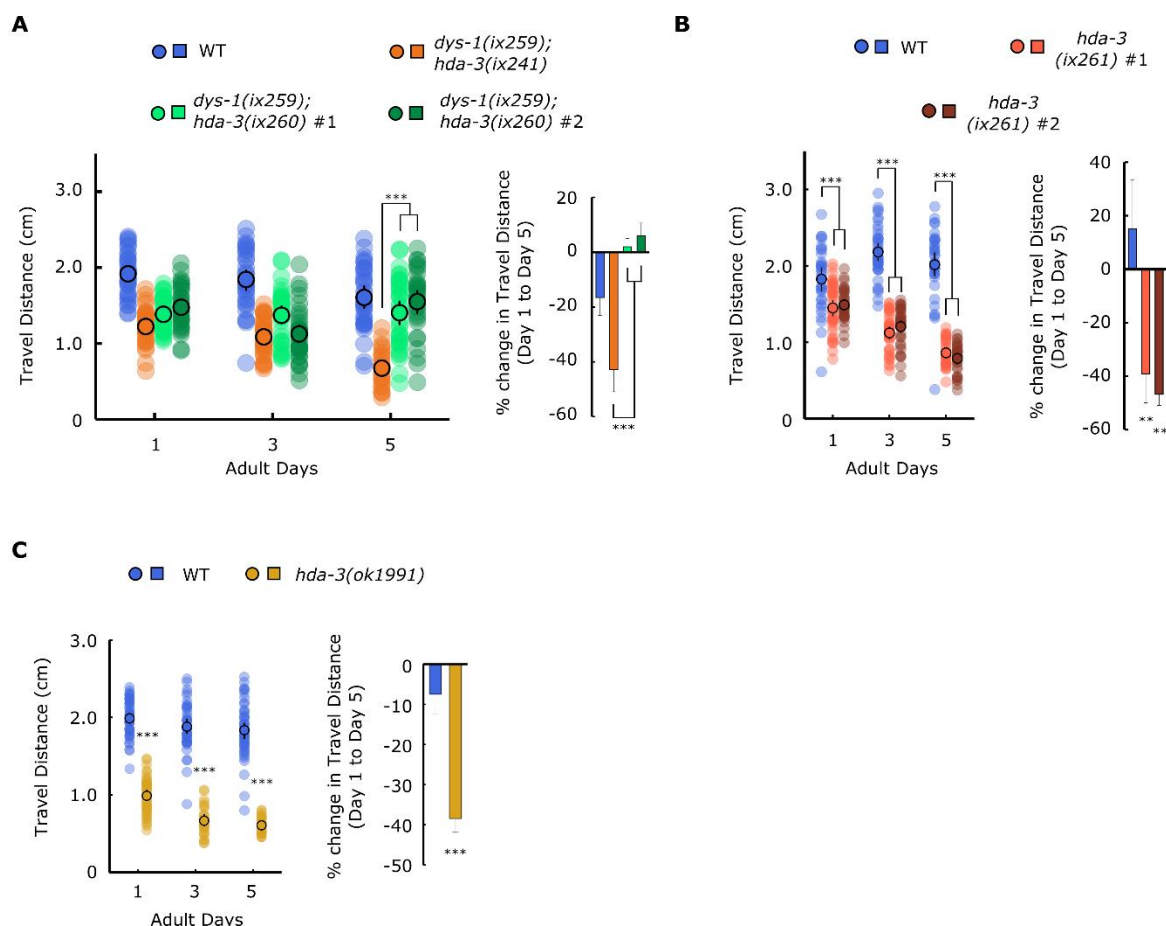 A
WT
dys-1(ix259);
hda-3(ix241)
dys-1(ix259);
hda-3(ix260) #1
dys-1(ix259);
hda-3(ix260) #2
Travel Distance (cm)
3.0
2.0
1.0
0
***
1
3
5
Adult Days
% change in Travel Distance
(Day 1 to Day 5)
20
0
-20
-40
-60
***
B
WT
hda-3
(ix261) #1
hda-3
(ix261) #2
Travel Distance (cm)
3.0
2.0
1.0
0
***
***
***
1
3
5
Adult Days
% change in Travel Distance
(Day 1 to Day 5)
40
20
0
-20
-40
-60
**
**
C
WT
hda-3(ok1991)
Travel Distance (cm)
3.0
2.0
1.0
0
***
***
***
1
3
5
Adult Days
% change in Travel Distance
(Day 1 to Day 5)
0
-10
-20
-30
-40
-50
***